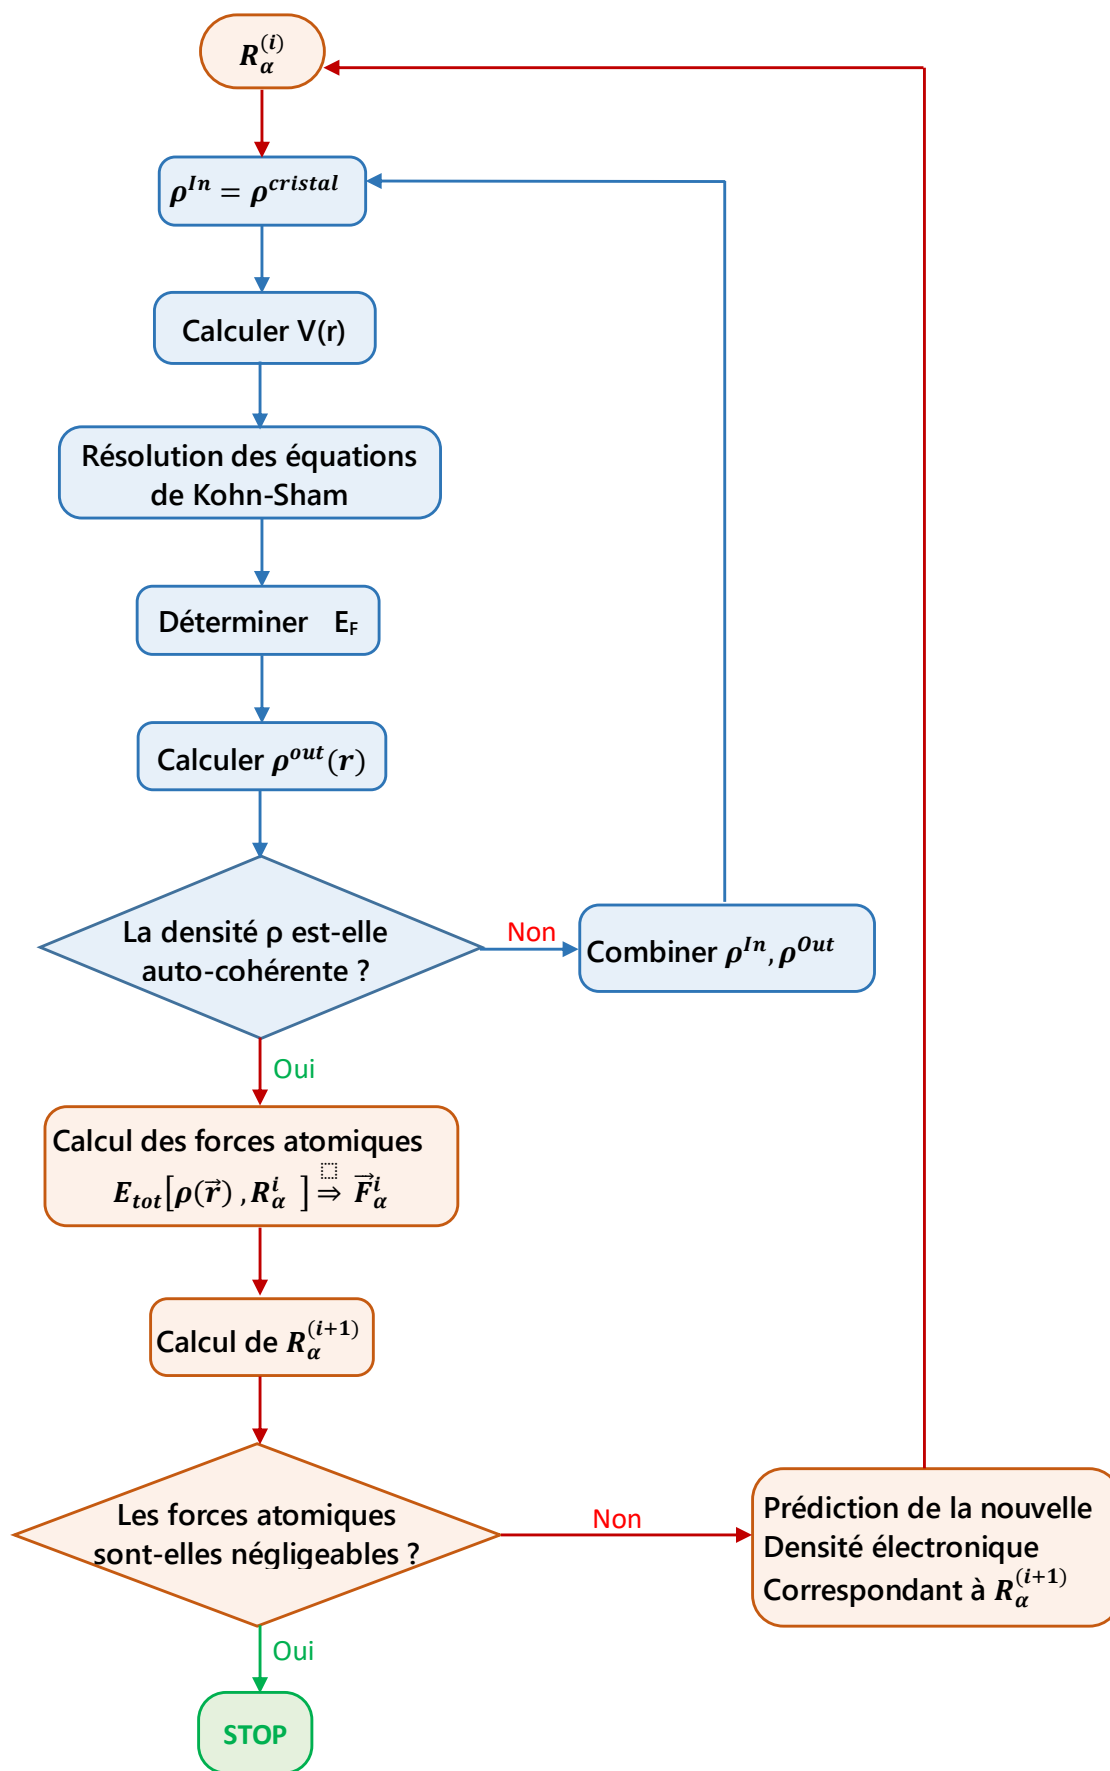 R_α^(i)
ρ^In = ρ^cristal
Calculer V(r)
Résolution des équations
de Kohn-Sham
Déterminer E_F
Calculer ρ^out(r)
La densité ρ est-elle
auto-cohérente ?
Non
Combiner ρ^In, ρ^Out
Oui
Calcul des forces atomiques
E_tot[ρ(r⃗) , R_α^i ] ⇒ F⃗_α^i
Calcul de R_α^(i+1)
Les forces atomiques
sont-elles négligeables ?
Non
Prédiction de la nouvelle
Densité électronique
Correspondant à R_α^(i+1)
Oui
STOP